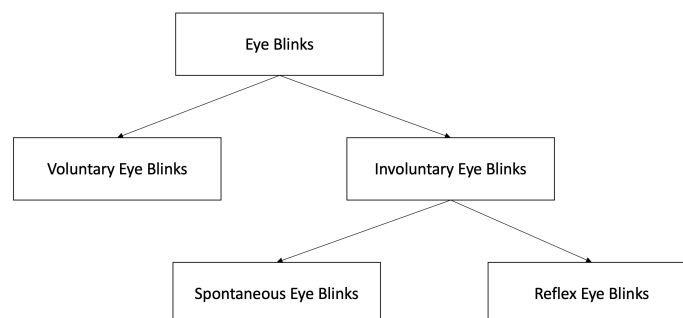 Eye Blinks
Voluntary Eye Blinks
Involuntary Eye Blinks
Spontaneous Eye Blinks
Reflex Eye Blinks